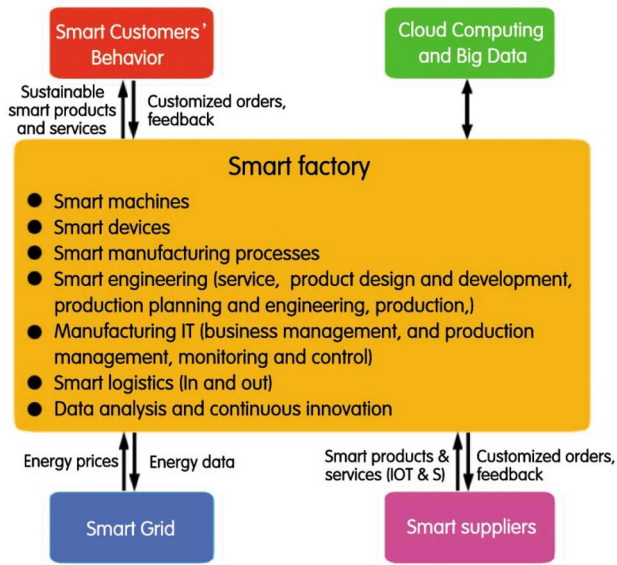 Smart Customers’
Behavior
Cloud Computing
and Big Data
Sustainable
smart products
and services
Customized orders,
feedback
Smart factory
● Smart machines
● Smart devices
● Smart manufacturing processes
● Smart engineering (service, product design and development,
production planning and engineering, production,)
● Manufacturing IT (business management, and production
management, monitoring and control)
● Smart logistics (In and out)
● Data analysis and continuous innovation
Energy prices
Energy data
Smart products &
services (IOT & S)
Customized orders,
feedback
Smart Grid
Smart suppliers